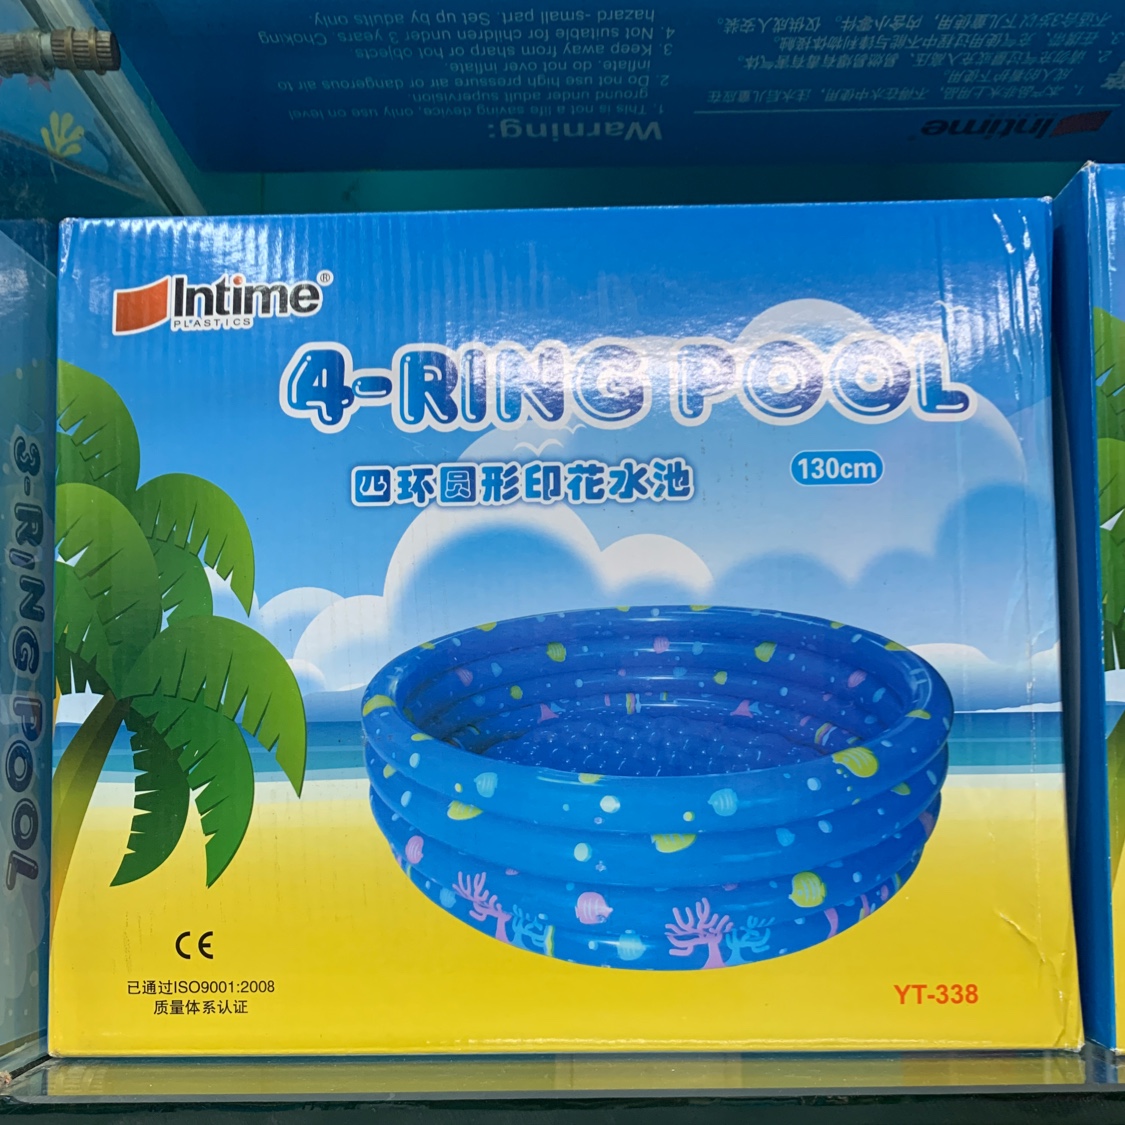 Warning:
1. This is not a life saving device, only use on level
ground under adult supervision.
2. Do not use high pressure air or dangerous air to
inflate, do not over inflate.
3. Keep away from sharp or hot objects
4. Not suitable for children under 3 years. Choking
hazard -small part. Set up by adults only.
Intime
Intime®
PLASTICS
4-RING POOL
四环圆形印花水池
130cm
CE
已通过ISO9001:2008
质量体系认证
YT-338
3-RING POOL